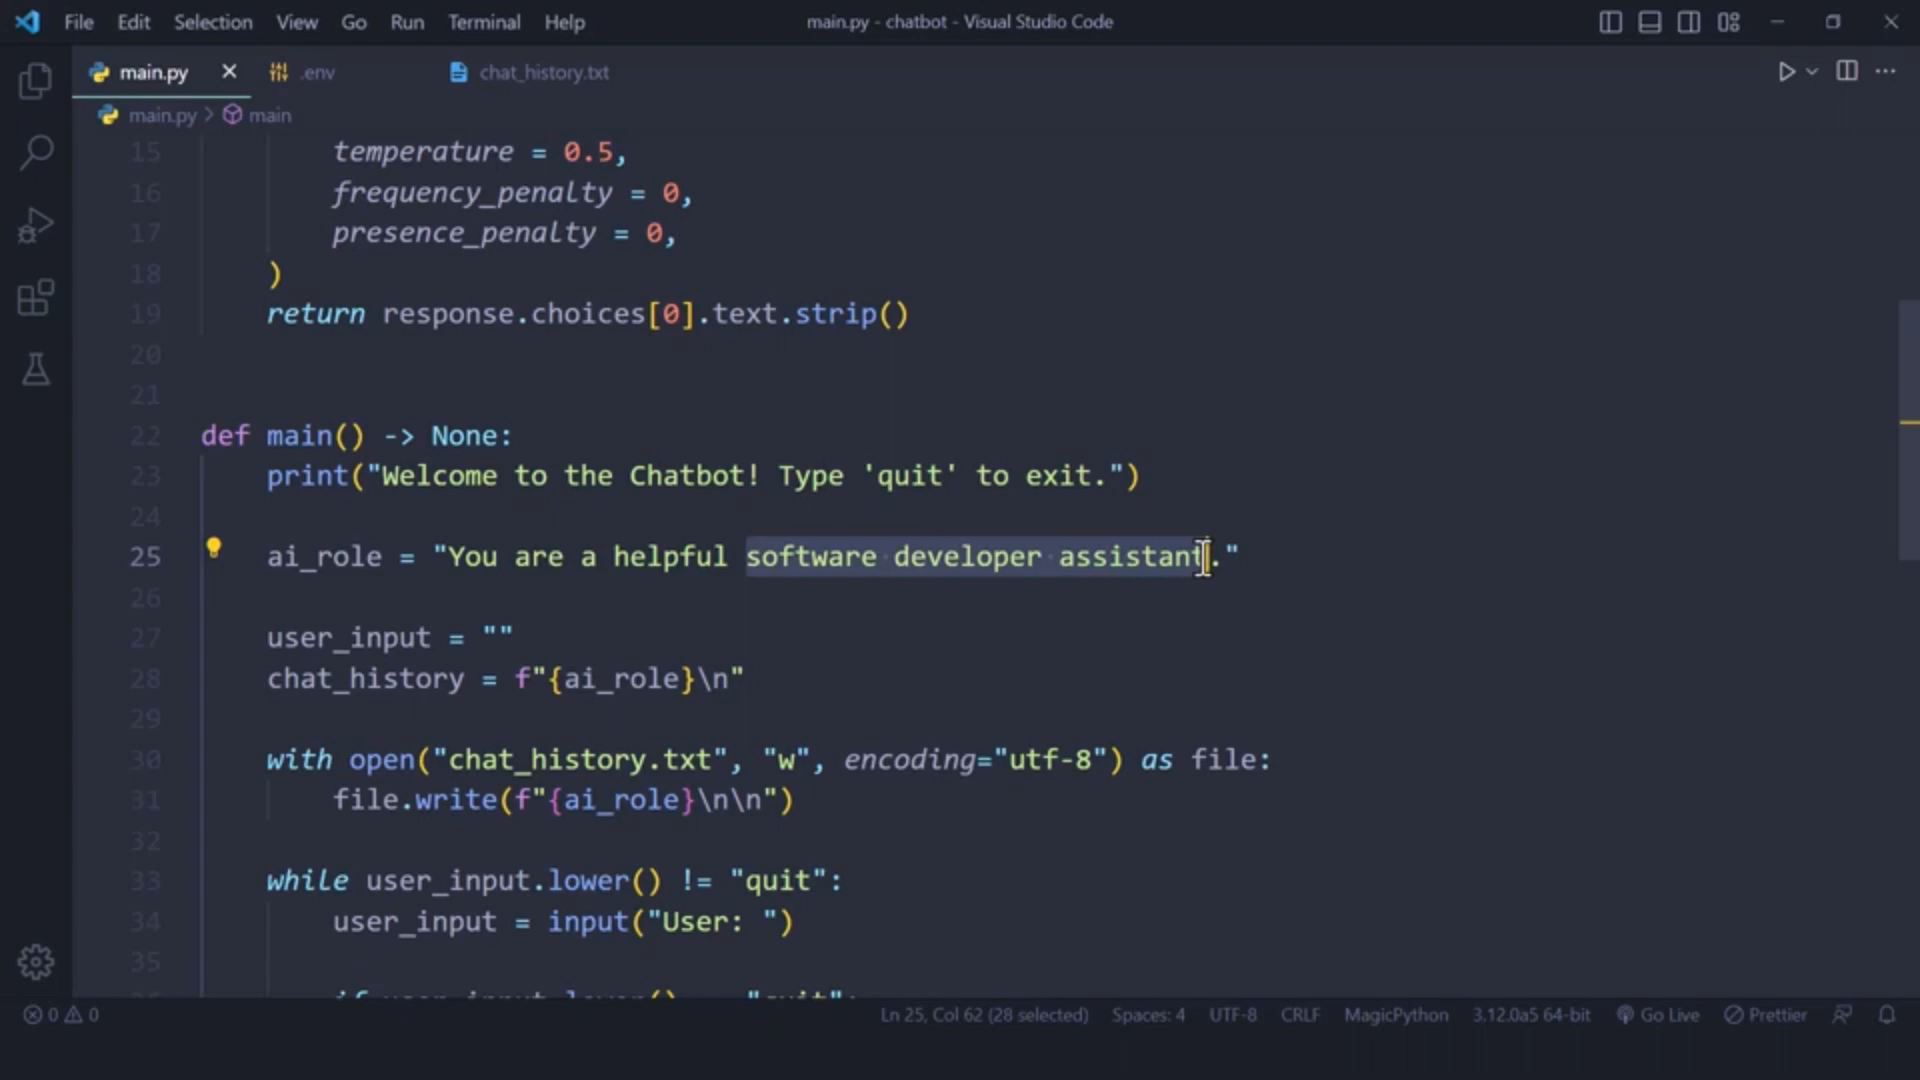 File Edit Selection View Go Run Terminal Help main.py - chatbot - Visual Studio Code
main.py .env chat_history.txt
main.py > main
15 temperature = 0.5,
16 frequency_penalty = 0,
17 presence_penalty = 0,
18 )
19 return response.choices[0].text.strip()
20
21
22 def main() -> None:
23 print("Welcome to the Chatbot! Type 'quit' to exit.")
24
25 ai_role = "You are a helpful software developer assistant."
26
27 user_input = ""
28 chat_history = f"{ai_role}\n"
29
30 with open("chat_history.txt", "w", encoding="utf-8") as file:
31 file.write(f"{ai_role}\n\n")
32
33 while user_input.lower() != "quit":
34 user_input = input("User: ")
35
0 0 Ln 25, Col 62 (28 selected) Spaces: 4 UTF-8 CRLF MagicPython 3.12.0a5 64-bit Go Live Prettier